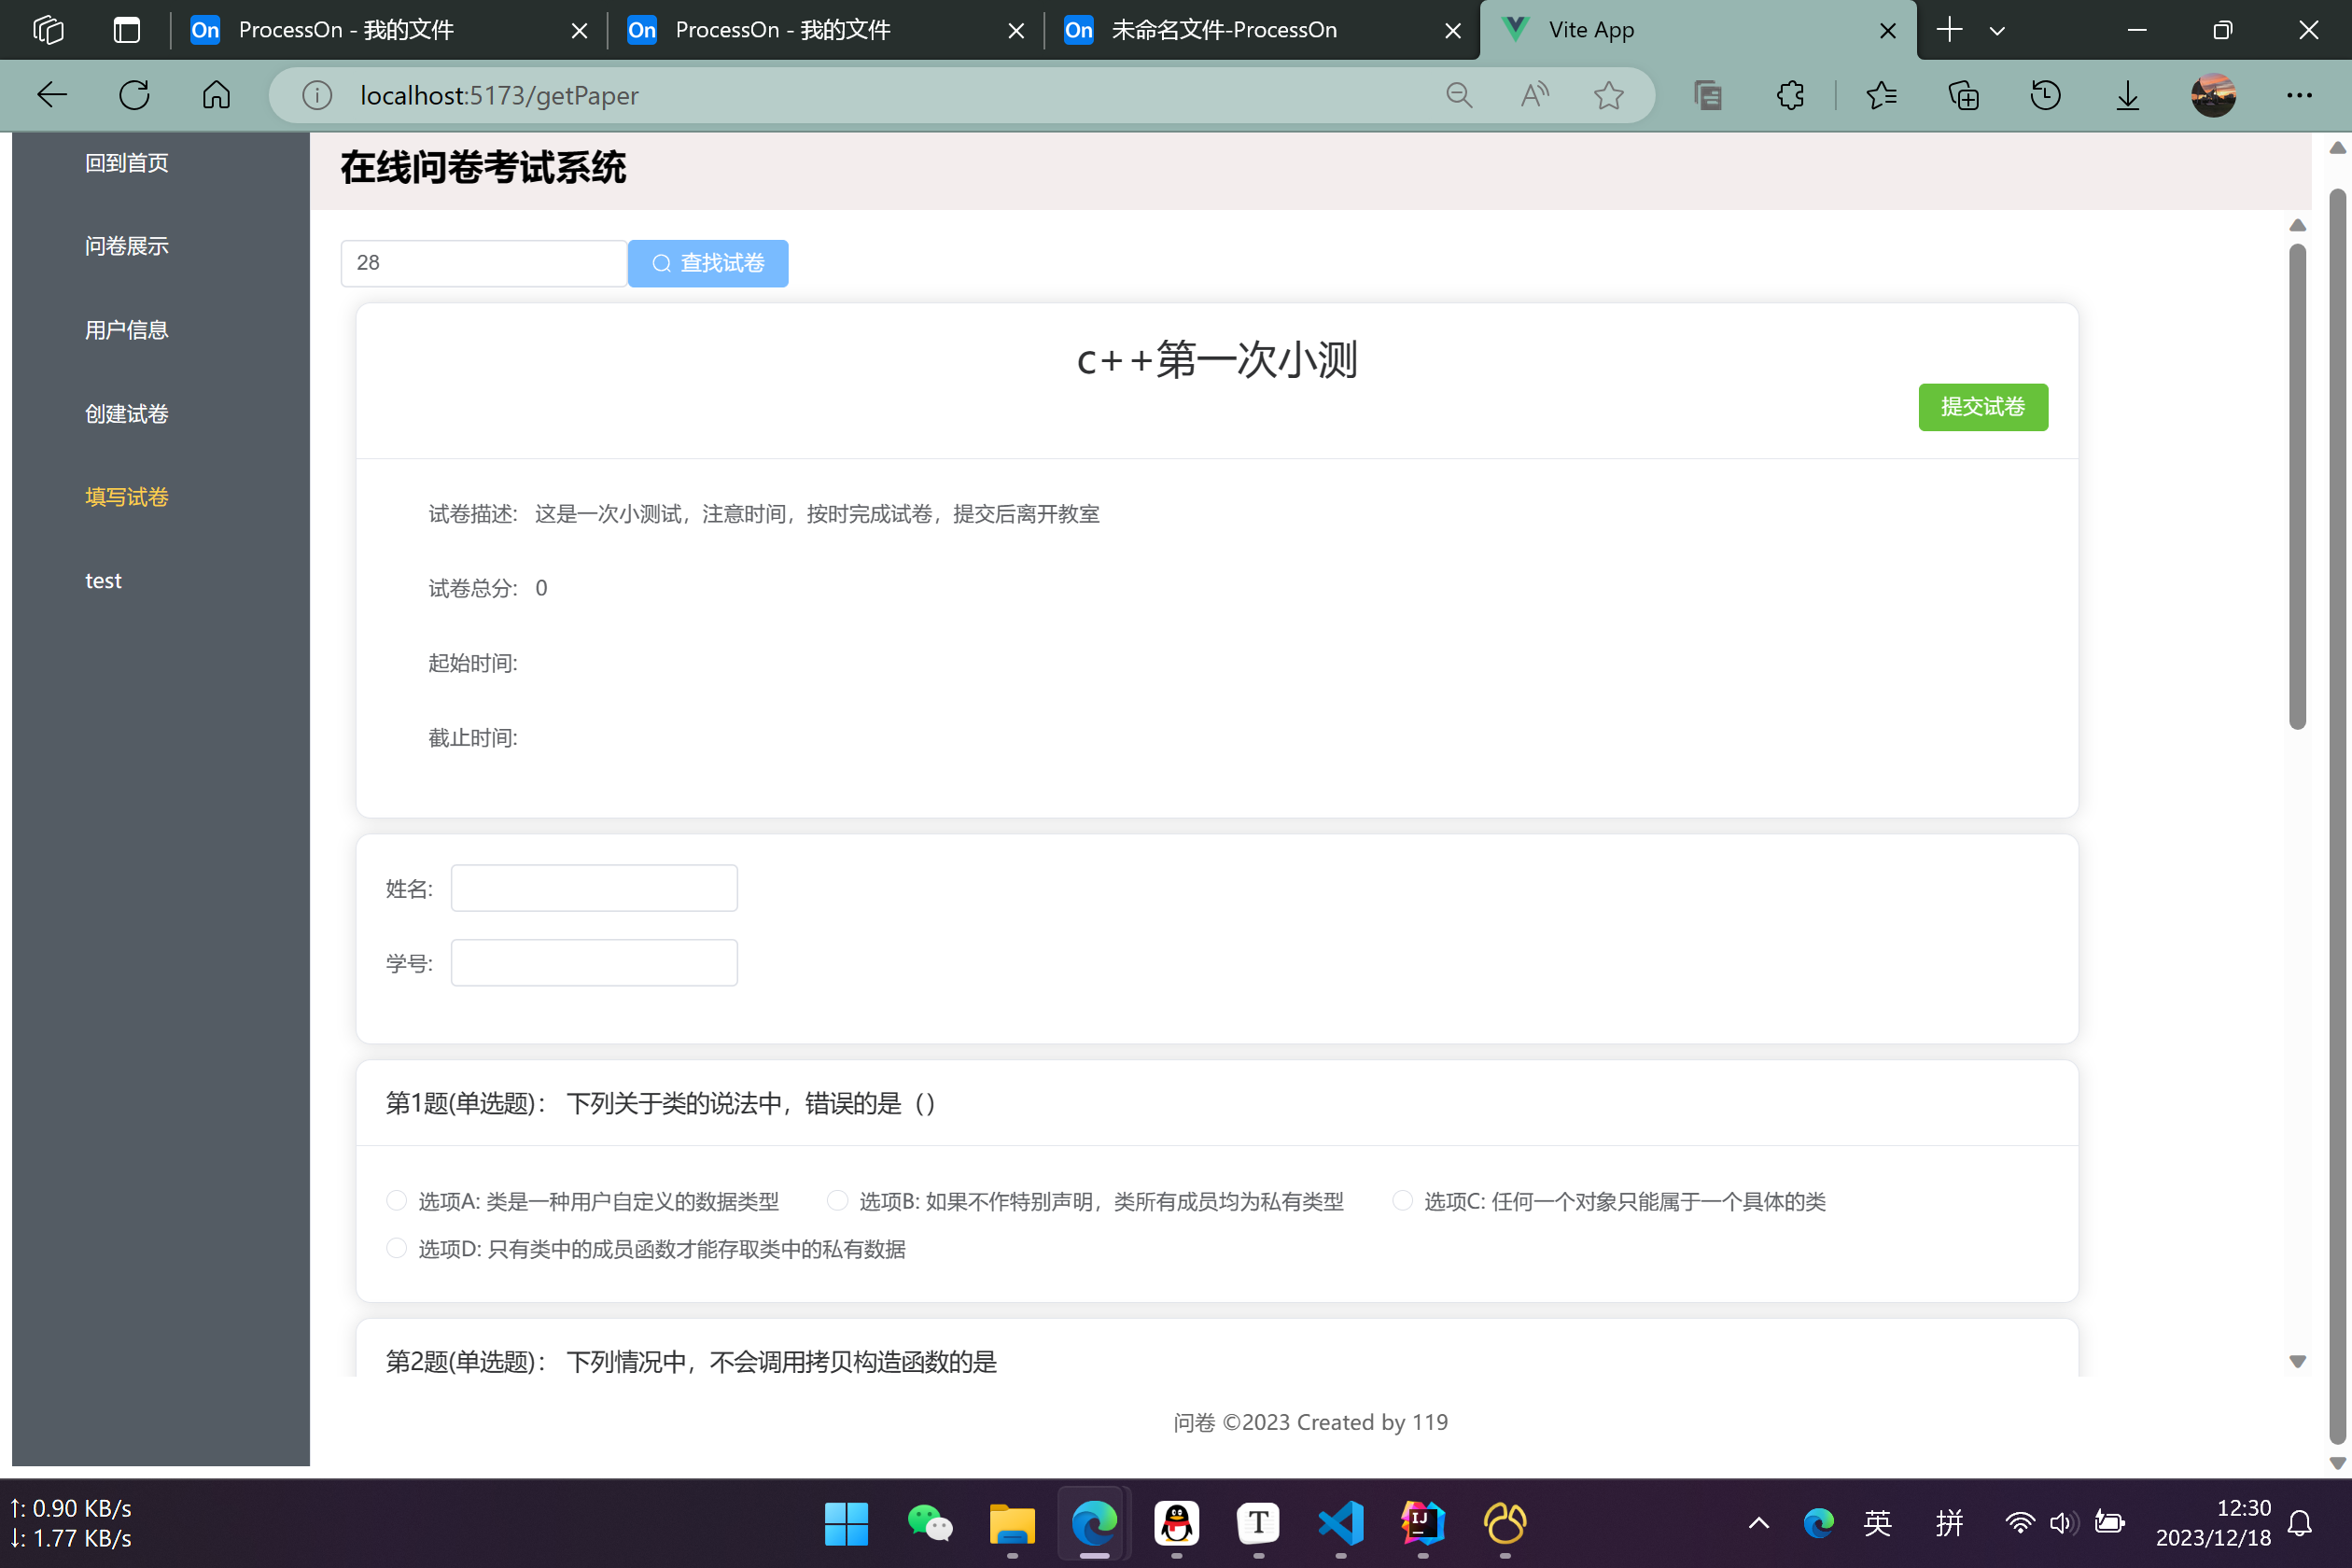 On ProcessOn - 我的文件
On ProcessOn - 我的文件
On 未命名文件-ProcessOn
Vite App
localhost:5173/getPaper
回到首页
问卷展示
用户信息
创建试卷
填写试卷
test
在线问卷考试系统
28 查找试卷
c++第一次小测
提交试卷
试卷描述: 这是一次小测试，注意时间，按时完成试卷，提交后离开教室
试卷总分: 0
起始时间:
截止时间:
姓名:
学号:
第1题(单选题)： 下列关于类的说法中，错误的是（）
选项A: 类是一种用户自定义的数据类型 选项B: 如果不作特别声明，类所有成员均为私有类型 选项C: 任何一个对象只能属于一个具体的类
选项D: 只有类中的成员函数才能存取类中的私有数据
第2题(单选题)： 下列情况中，不会调用拷贝构造函数的是
问卷 ©2023 Created by 119
↑: 0.90 KB/s
↓: 1.77 KB/s
T
IJ
英 拼
12:30
2023/12/18